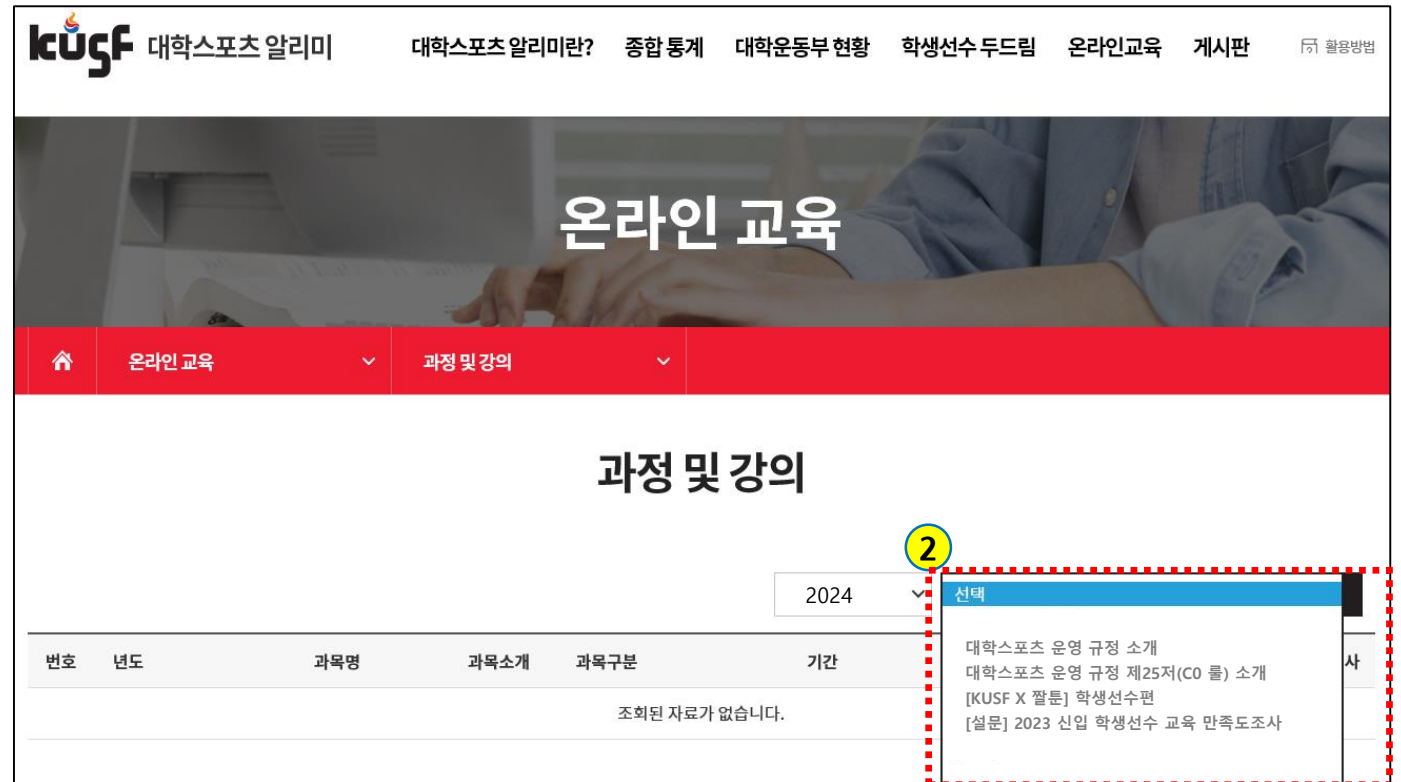 kusf 대학스포츠 알리미 대학스포츠 알리미란? 종합 통계 대학운동부 현황 학생선수 두드림 온라인교육 게시판 활용방법
온라인 교육
온라인 교육 과정 및 강의
과정 및 강의
2
2024 선택
번호 년도 과목명 과목소개 과목구분 기간 사
대학스포츠 운영 규정 소개
대학스포츠 운영 규정 제25저(C0 룰) 소개
[KUSF X 짤툰] 학생선수편
[설문] 2023 신입 학생선수 교육 만족도조사
조회된 자료가 없습니다.